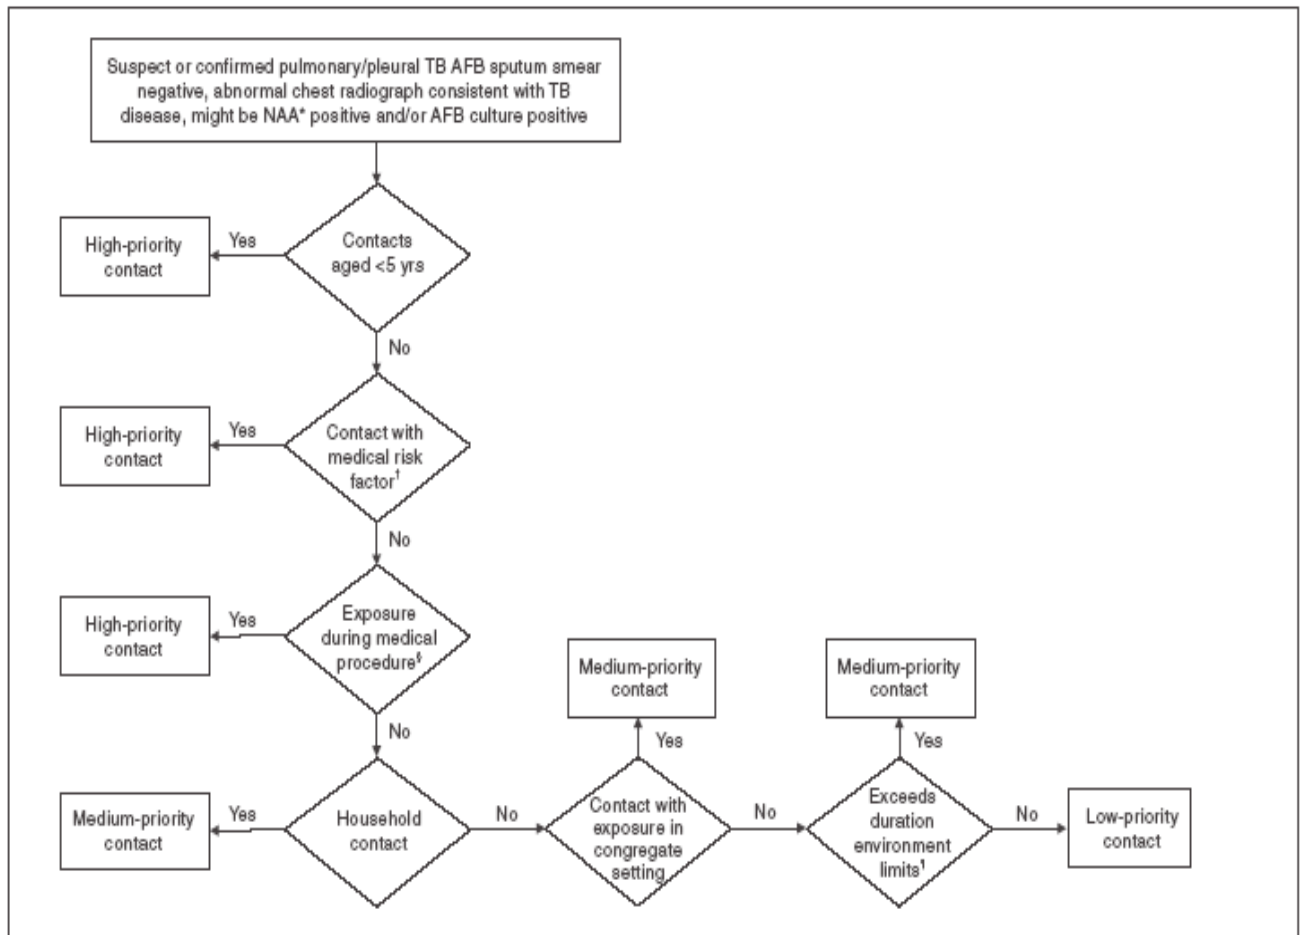 Suspect or confirmed pulmonary/pleural TB AFB sputum smear
negative, abnormal chest radiograph consistent with TB
disease, might be NAA* positive and/or AFB culture positive
High-priority
contact
Yes
Contacts
aged <5 yrs
No
High-priority
contact
Yes
Contact with
medical risk
factor†
No
High-priority
contact
Yes
Exposure
during medical
procedure§
No
Medium-priority
contact
Yes
Household
contact
No
Medium-priority
contact
Yes
Contact with
exposure in
congregate
setting
No
Medium-priority
contact
Yes
Exceeds
duration
environment
limits¶
No
Low-priority
contact